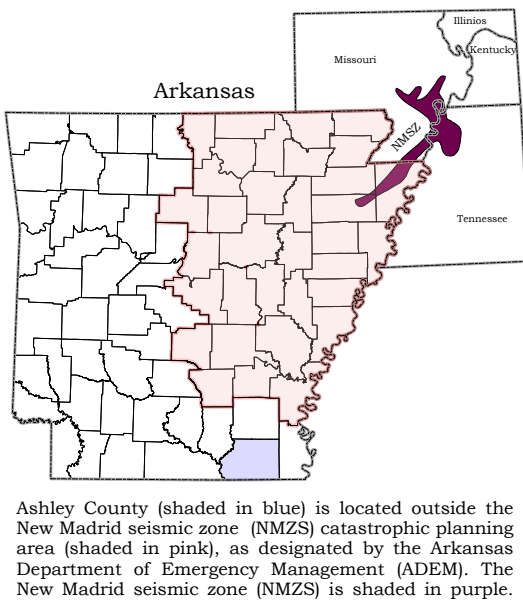 Illinios
Kentucky
Missouri
Arkansas
NMSZ
Tennessee
Ashley County (shaded in blue) is located outside the
New Madrid seismic zone (NMZS) catastrophic planning
area (shaded in pink), as designated by the Arkansas
Department of Emergency Management (ADEM). The
New Madrid seismic zone (NMZS) is shaded in purple.